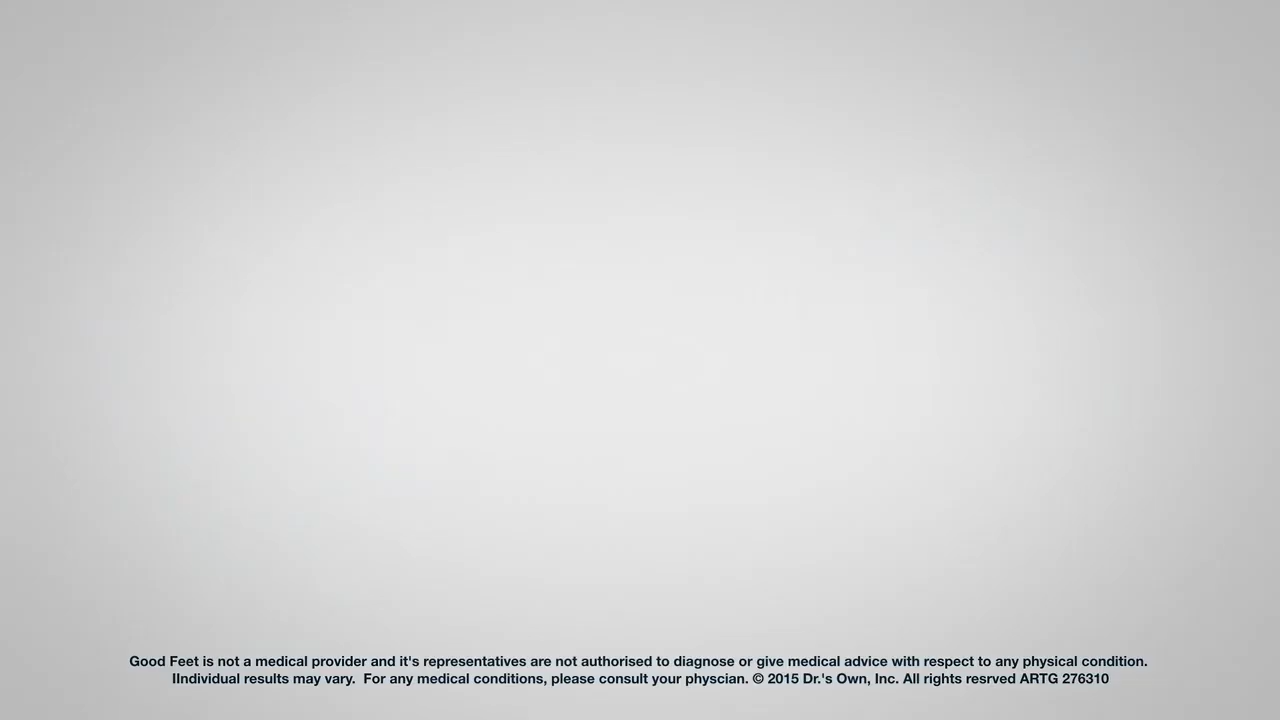 Good Feet is not a medical provider and it's representatives are not authorised to diagnose or give medical advice with respect to any physical condition.
IIndividual results may vary.  For any medical conditions, please consult your physcian. © 2015 Dr.'s Own, Inc. All rights resrved ARTG 276310